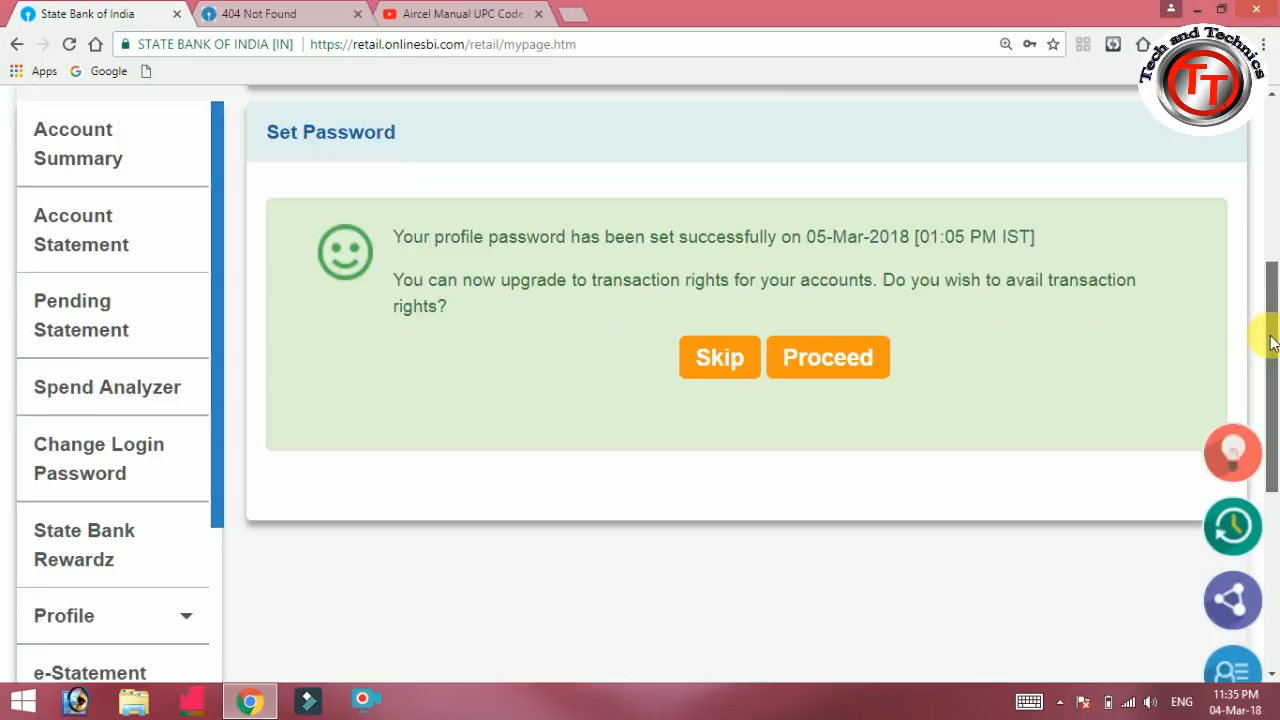 State Bank of India
404 Not Found
Aircel Manual UPC Code
STATE BANK OF INDIA [IN]
https://retail.onlinesbi.com/retail/mypage.htm
Apps
Google
Tech and Technics
TT
Account
Summary
Account
Statement
Pending
Statement
Spend Analyzer
Change Login
Password
State Bank
Rewardz
Profile
e-Statement
Set Password
Your profile password has been set successfully on 05-Mar-2018 [01:05 PM IST]
You can now upgrade to transaction rights for your accounts. Do you wish to avail transaction
rights?
Skip
Proceed
ENG
11:35 PM
04-Mar-18